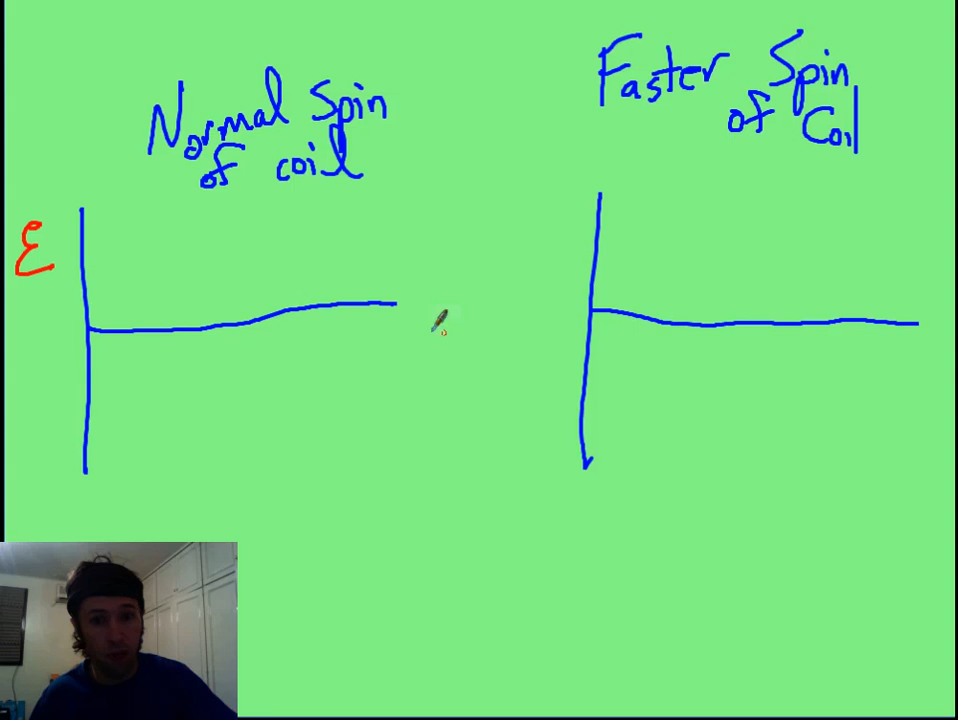 Normal Spin
of coil
Faster Spin
of Coil
ε